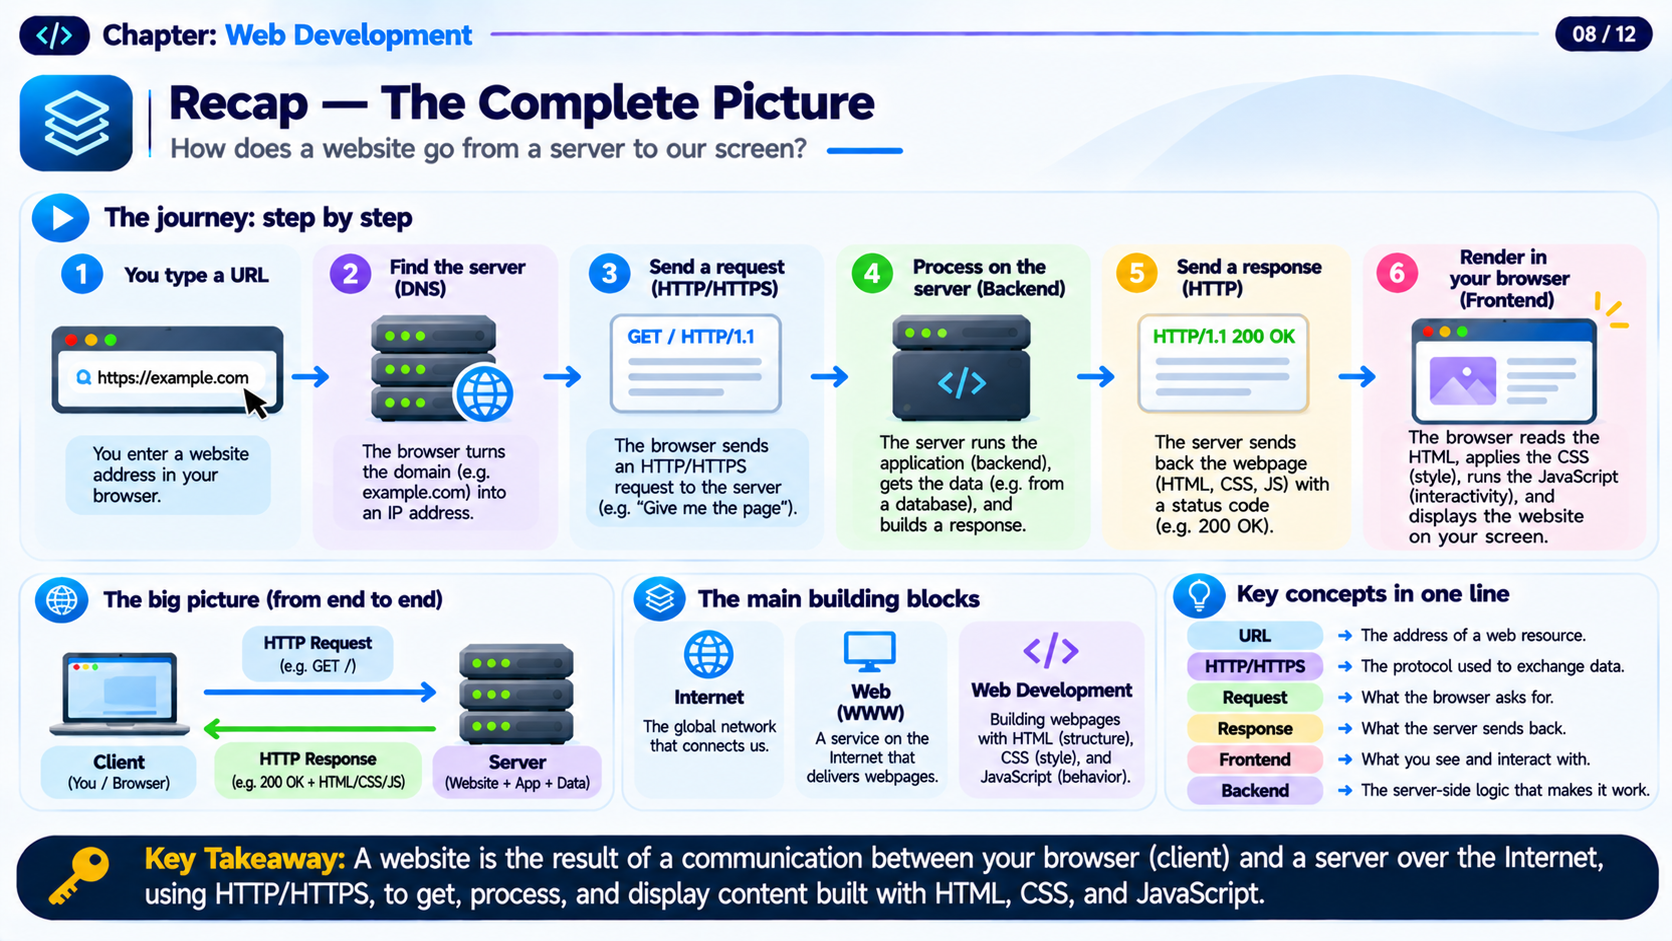 </> Chapter: Web Development
08 / 12
Recap — The Complete Picture
How does a website go from a server to our screen?
The journey: step by step
1 You type a URL
https://example.com
You enter a website
address in your
browser.
2 Find the server
(DNS)
The browser turns
the domain (e.g.
example.com) into
an IP address.
3 Send a request
(HTTP/HTTPS)
GET / HTTP/1.1
The browser sends
an HTTP/HTTPS
request to the server
(e.g. “Give me the page”).
4 Process on the
server (Backend)
</>
The server runs the
application (backend),
gets the data (e.g. from
a database), and
builds a response.
5 Send a response
(HTTP)
HTTP/1.1 200 OK
The server sends
back the webpage
(HTML, CSS, JS) with
a status code
(e.g. 200 OK).
6 Render in
your browser
(Frontend)
The browser reads the
HTML, applies the CSS
(style), runs the JavaScript
(interactivity), and
displays the website
on your screen.
The big picture (from end to end)
HTTP Request
(e.g. GET /)
Client
(You / Browser)
HTTP Response
(e.g. 200 OK + HTML/CSS/JS)
Server
(Website + App + Data)
The main building blocks
Internet
The global network
that connects us.
Web
(WWW)
A service on the
Internet that
delivers webpages.
</>
Web Development
Building webpages
with HTML (structure),
CSS (style), and
JavaScript (behavior).
Key concepts in one line
URL → The address of a web resource.
HTTP/HTTPS → The protocol used to exchange data.
Request → What the browser asks for.
Response → What the server sends back.
Frontend → What you see and interact with.
Backend → The server-side logic that makes it work.
Key Takeaway: A website is the result of a communication between your browser (client) and a server over the Internet,
using HTTP/HTTPS, to get, process, and display content built with HTML, CSS, and JavaScript.